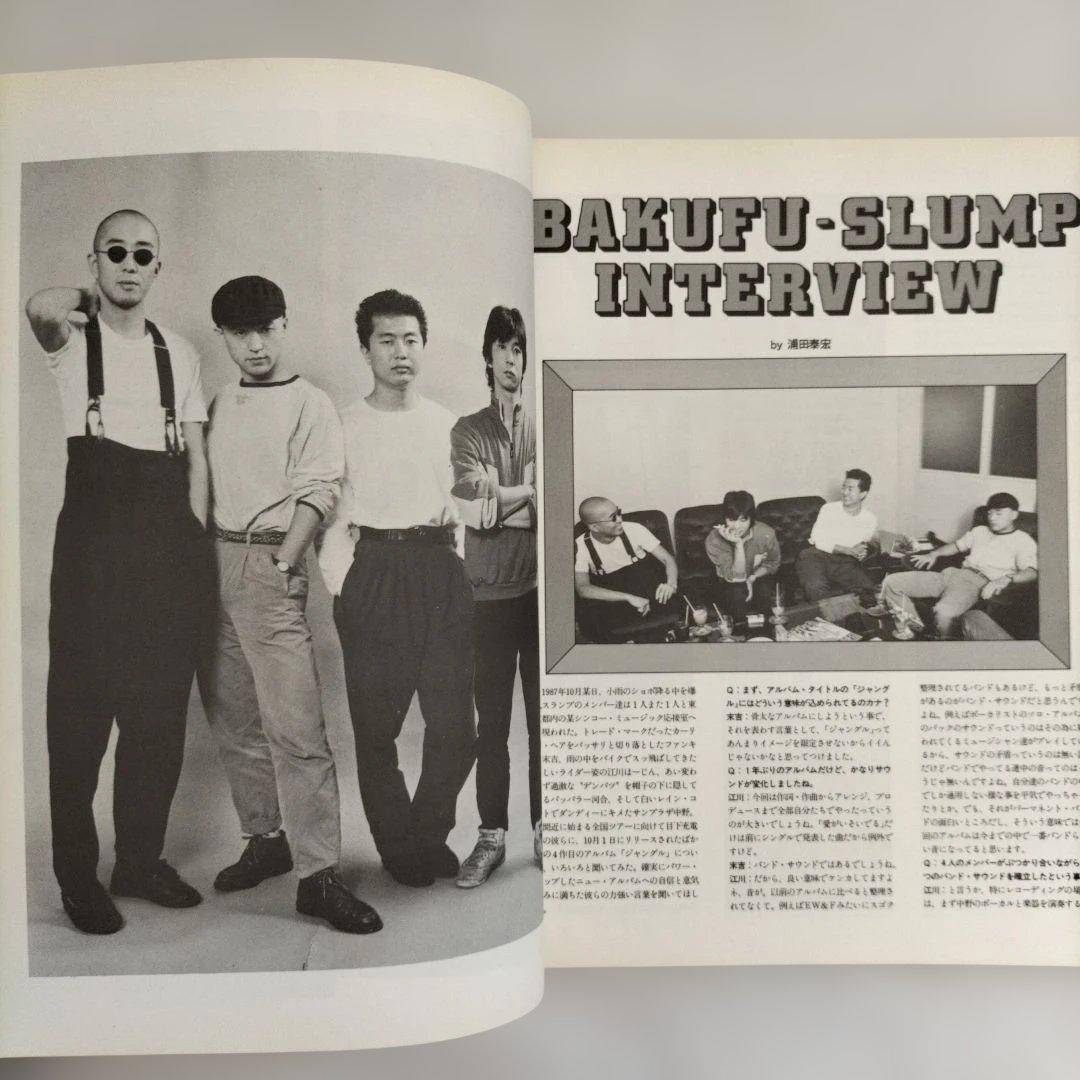 BAKUFU-SLUMP
INTERVIEW
by 浦田泰宏
1987年10月某日、小雨のショボ降る中を爆
スランプのメンバー達は1人また1人と東
都内の某シンコー・ミュージック応接室へ
現われた。トレード・マークだったカーリ
・ヘアをバッサリと切り落としたファンキ
末吉、雨の中をバイクでスッ飛ばしてきた
しいライダー姿の江川ほーじん、あい変わ
ず過激な"デンパツ"を帽子の下に隠して
るパッパラー河合、そして白いレイン・コ
トでダンディーにキメたサンプラザ中野。
間近に始まる全国ツアーに向けて目下充電
の彼らに、10月1日にリリースされたばか
の4作目のアルバム「ジャングル」につい
、いろいろと聞いてみた。確実にパワー・
ップしたニュー・アルバムへの自信と意気
みに満ちた彼らの力強い言葉を聞いてほし
Q：まず、アルバム・タイトルの「ジャング
ル」にはどういう意味が込められてるのカナ？
末吉：骨太なアルバムにしようという事で、
それを表わす言葉として、「ジャングル」って
あんまりイメージを限定させないからイイん
じゃないかなと思ってつけました。
Q：1年ぶりのアルバムだけど、かなりサウ
ンドが変化しましたね。
江川：今回は作詞・作曲からアレンジ、プロ
デュースまで全部自分たちでやったっていう
のが大きいでしょうね。「愛がいそいでる」だ
けは前にシングルで発表した曲だから例外で
すけど。
末吉：バンド・サウンドではあるでしょうね。
江川：だから、良い意味でケンカしてますよ
ネ、音が。以前のアルバムに比べると整理さ
れてなくて。例えばEW&Fみたいにスゴク
整理されてるバンドもあるけど、もっと矛盾
があるのがバンド・サウンドだと思うんで
よね。例えばボーカリストのソロ・アルバ
のバックのサウンドっていうのはその為に
われてくるミュージシャン達がプレイして
るから、サウンドの矛盾っていうのは無い
だけどバンドでやってる連中の音ってのは
うじゃ無いんですよね。自分達のバンドの
でしか通用しない様な事を平気でやっちゃ
たりとか。でも、それがパーマネント・バ
ドの面白いところだし、そういう意味では
回のアルバムは今までの中で一番バンドら
い音になってると思います。
Q：4人のメンバーがぶつかり合いながら
つのバンド・サウンドを確立したという事
江川：と言うか、特にレコーディングの場
は、まず中野のボーカルと楽器を演奏する